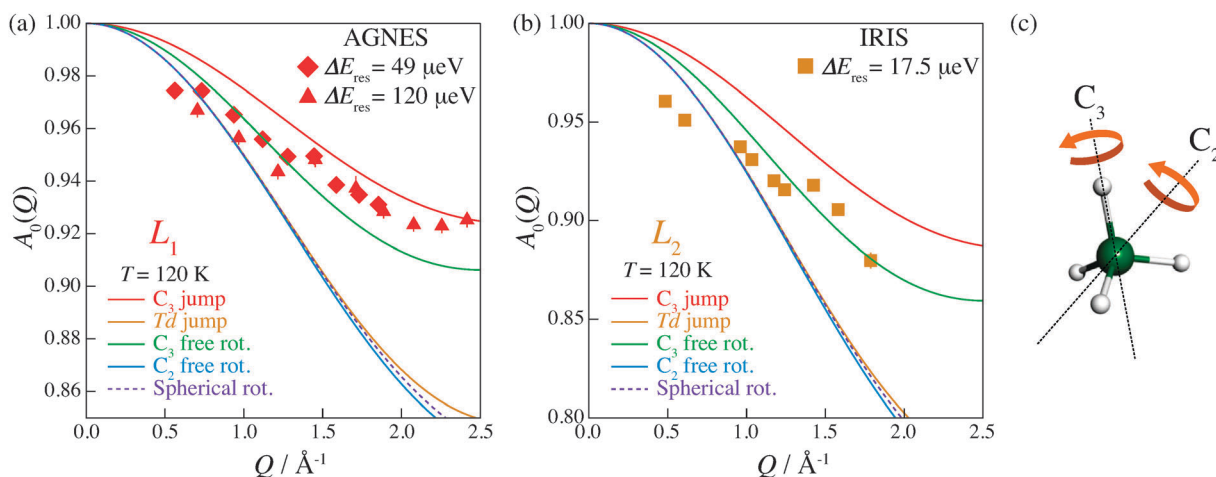 (a)
AGNES
ΔE_res = 49 μeV
ΔE_res = 120 μeV
L₁
T = 120 K
C₃ jump
Td jump
C₃ free rot.
C₂ free rot.
Spherical rot.
A₀(Q)
1.00
0.98
0.96
0.94
0.92
0.90
0.88
0.86
0.0
0.5
1.0
1.5
2.0
2.5
Q / Å⁻¹
(b)
IRIS
ΔE_res = 17.5 μeV
L₂
T = 120 K
C₃ jump
Td jump
C₃ free rot.
C₂ free rot.
Spherical rot.
A₀(Q)
1.00
0.95
0.90
0.85
0.80
0.0
0.5
1.0
1.5
2.0
2.5
Q / Å⁻¹
(c)
C₃
C₂